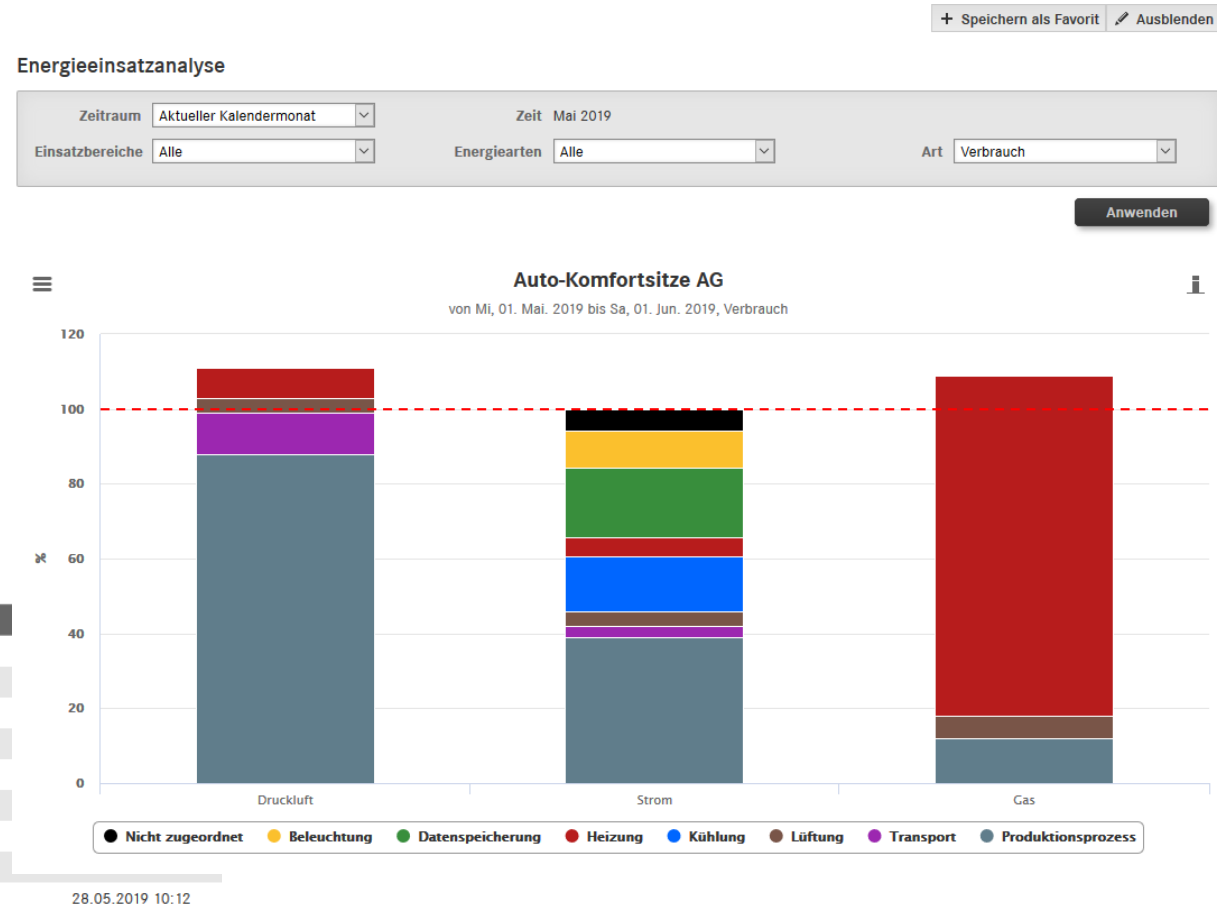 + Speichern als Favorit Ausblenden
Energieeinsatzanalyse
Zeitraum Aktueller Kalendermonat Zeit Mai 2019
Einsatzbereiche Alle Energiearten Alle Art Verbrauch
Anwenden
Auto-Komfortsitze AG
von Mi, 01. Mai. 2019 bis Sa, 01. Jun. 2019, Verbrauch
120
100
80
%
60
40
20
0
Druckluft Strom Gas
Nicht zugeordnet Beleuchtung Datenspeicherung Heizung Kühlung Lüftung Transport Produktionsprozess
28.05.2019 10:12